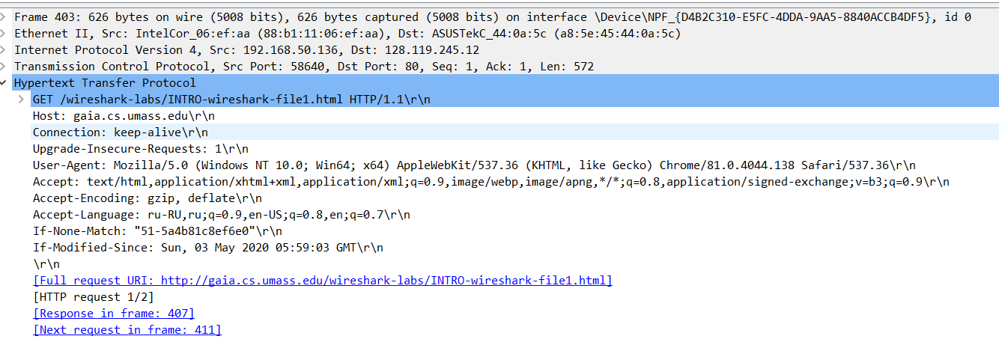 Frame 403: 626 bytes on wire (5008 bits), 626 bytes captured (5008 bits) on interface \Device\NPF_{D4B2C310-E5FC-4DDA-9AA5-8840ACCB4DF5}, id 0
Ethernet II, Src: IntelCor_06:ef:aa (88:b1:11:06:ef:aa), Dst: ASUSTekC_44:0a:5c (a8:5e:45:44:0a:5c)
Internet Protocol Version 4, Src: 192.168.50.136, Dst: 128.119.245.12
Transmission Control Protocol, Src Port: 58640, Dst Port: 80, Seq: 1, Ack: 1, Len: 572
Hypertext Transfer Protocol
GET /wireshark-labs/INTRO-wireshark-file1.html HTTP/1.1\r\n
Host: gaia.cs.umass.edu\r\n
Connection: keep-alive\r\n
Upgrade-Insecure-Requests: 1\r\n
User-Agent: Mozilla/5.0 (Windows NT 10.0; Win64; x64) AppleWebKit/537.36 (KHTML, like Gecko) Chrome/81.0.4044.138 Safari/537.36\r\n
Accept: text/html,application/xhtml+xml,application/xml;q=0.9,image/webp,image/apng,*/*;q=0.8,application/signed-exchange;v=b3;q=0.9\r\n
Accept-Encoding: gzip, deflate\r\n
Accept-Language: ru-RU,ru;q=0.9,en-US;q=0.8,en;q=0.7\r\n
If-None-Match: "51-5a4b81c8ef6e0"\r\n
If-Modified-Since: Sun, 03 May 2020 05:59:03 GMT\r\n
\r\n
[Full request URI: http://gaia.cs.umass.edu/wireshark-labs/INTRO-wireshark-file1.html]
[HTTP request 1/2]
[Response in frame: 407]
[Next request in frame: 411]